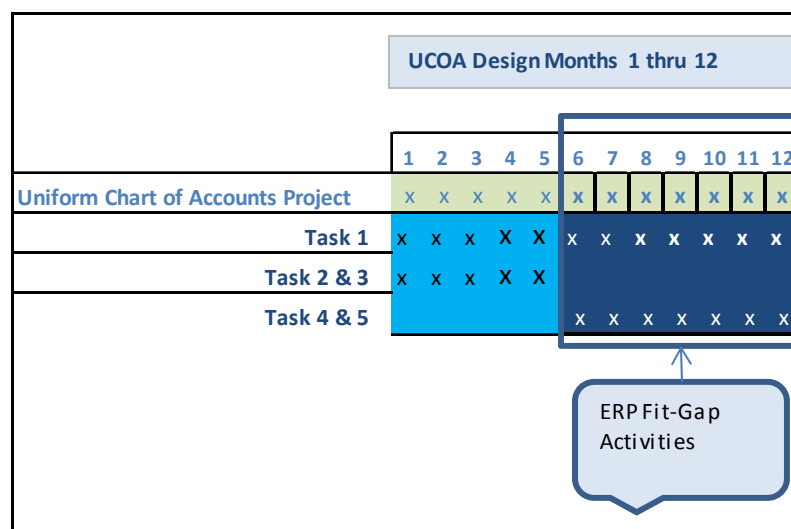 UCOA Design Months 1 thru 12
1 2 3 4 5 6 7 8 9 10 11 12
Uniform Chart of Accounts Project x x x x x x x x x x x x
Task 1 x x x x x x x x x x x x
Task 2 & 3 x x x x x
Task 4 & 5 x x x x x x x
ERP Fit-Gap
Activities